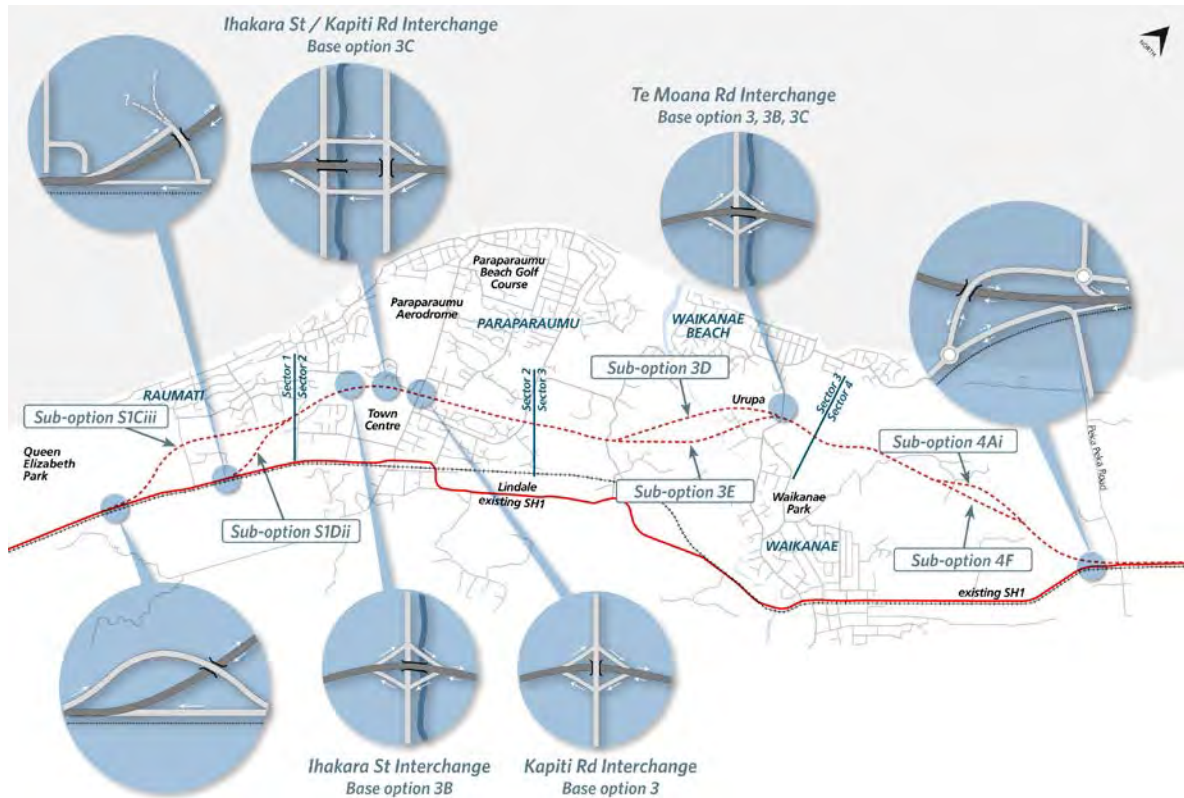 Ihakara St / Kapiti Rd Interchange
Base option 3C
NORTH
Te Moana Rd Interchange
Base option 3, 3B, 3C
?
Paraparaumu
Beach Golf
Course
Paraparaumu
Aerodrome
PARAPARAUMU
WAIKANAE
BEACH
Sector 1
Sector 2
Sector 2
Sector 3
Sub-option 3D
Sector 3
Sector 4
RAUMATI
Urupa
Sub-option S1Ciii
Town
Centre
Sub-option 4Ai
Peka Peka Road
Queen
Elizabeth
Park
Lindale
existing SH1
Sub-option 3E
Waikanae
Park
Sub-option S1Dii
WAIKANAE
Sub-option 4F
existing SH1
Ihakara St Interchange
Base option 3B
Kapiti Rd Interchange
Base option 3